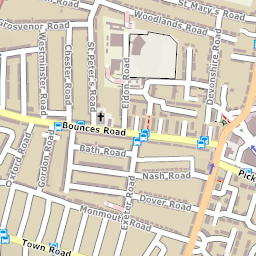 St. Mary's Road
Woodlands Road
Grosvenor Road
Westminster Road
Chester Road
St. Peter's Road
Eldon Road
Devonshire Road
Bounces Road
Bath Road
Oxford Road
Gordon Road
Nash Road
Pick
Dover Road
Monmouth Road
Exeter Road
Town Road